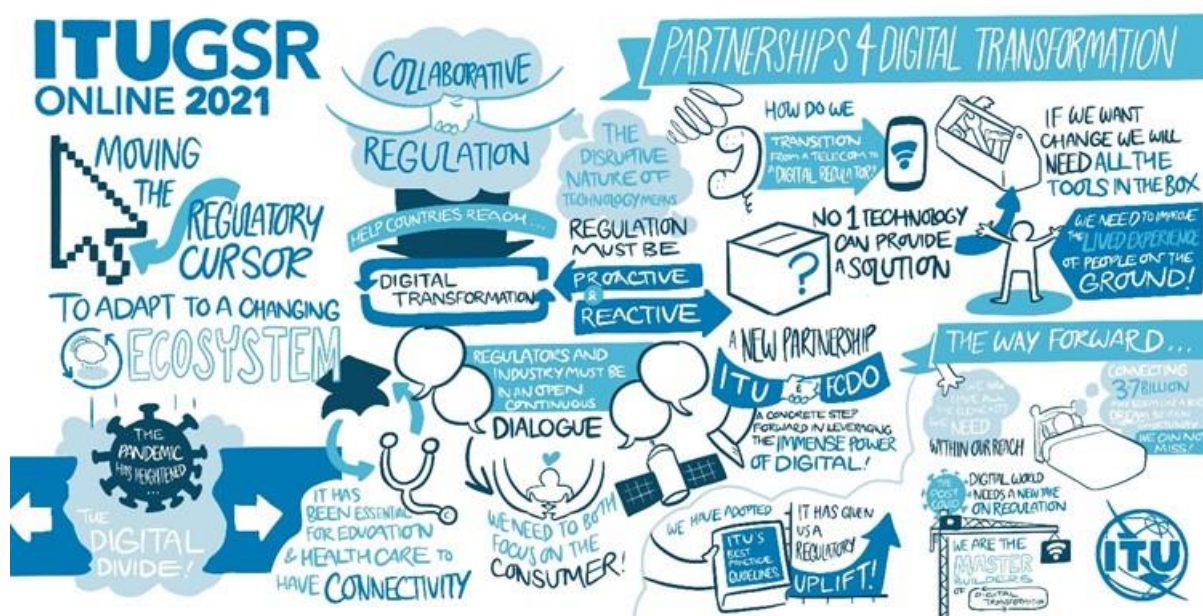 ITUGSR
ONLINE 2021
MOVING
THE
REGULATORY
CURSOR
TO ADAPT TO A CHANGING
ECOSYSTEM
THE
PANDEMIC
HAS HEIGHTENED
...
THE
DIGITAL
DIVIDE!
COLLABORATIVE
REGULATION
HELP COUNTRIES REACH...
DIGITAL
TRANSFORMATION
THE
DISRUPTIVE
NATURE OF
TECHNOLOGY MEANS
REGULATION
MUST BE
PROACTIVE
&
REACTIVE
IT HAS
BEEN ESSENTIAL
FOR EDUCATION
& HEALTH CARE TO
HAVE CONNECTIVITY
REGULATORS AND
INDUSTRY MUST BE
IN AN OPEN
CONTINUOUS
DIALOGUE
WE NEED TO BOTH
FOCUS ON THE
CONSUMER!
PARTNERSHIPS 4 DIGITAL TRANSFORMATION
HOW DO WE
TRANSITION
FROM A TELECOM TO
A DIGITAL REGULATOR?
IF WE WANT
CHANGE WE WILL
NEED ALL THE
TOOLS IN THE BOX
?
NO 1 TECHNOLOGY
CAN PROVIDE
A SOLUTION
WE NEED TO IMPROVE
THE LIVED EXPERIENCE
OF PEOPLE ON THE
GROUND!
A NEW PARTNERSHIP
ITU FCDO
A CONCRETE STEP
FORWARD IN LEVERAGING
THE IMMENSE POWER
OF DIGITAL!
WE HAVE ADOPTED
ITU'S
BEST
PRACTICE
GUIDELINES
IT HAS GIVEN
US A
REGULATORY
UPLIFT!
THE WAY FORWARD...
NEED
WITHIN OUR REACH
CONNECTING
3.7 BILLION
WE CAN NOT
MISS!
THE
POST
DIGITAL WORLD
NEEDS A NEW TAKE
ON REGULATION
WE ARE THE
MASTER
BUILDERS
OF DIGITAL
TRANSFORMATION
ITU